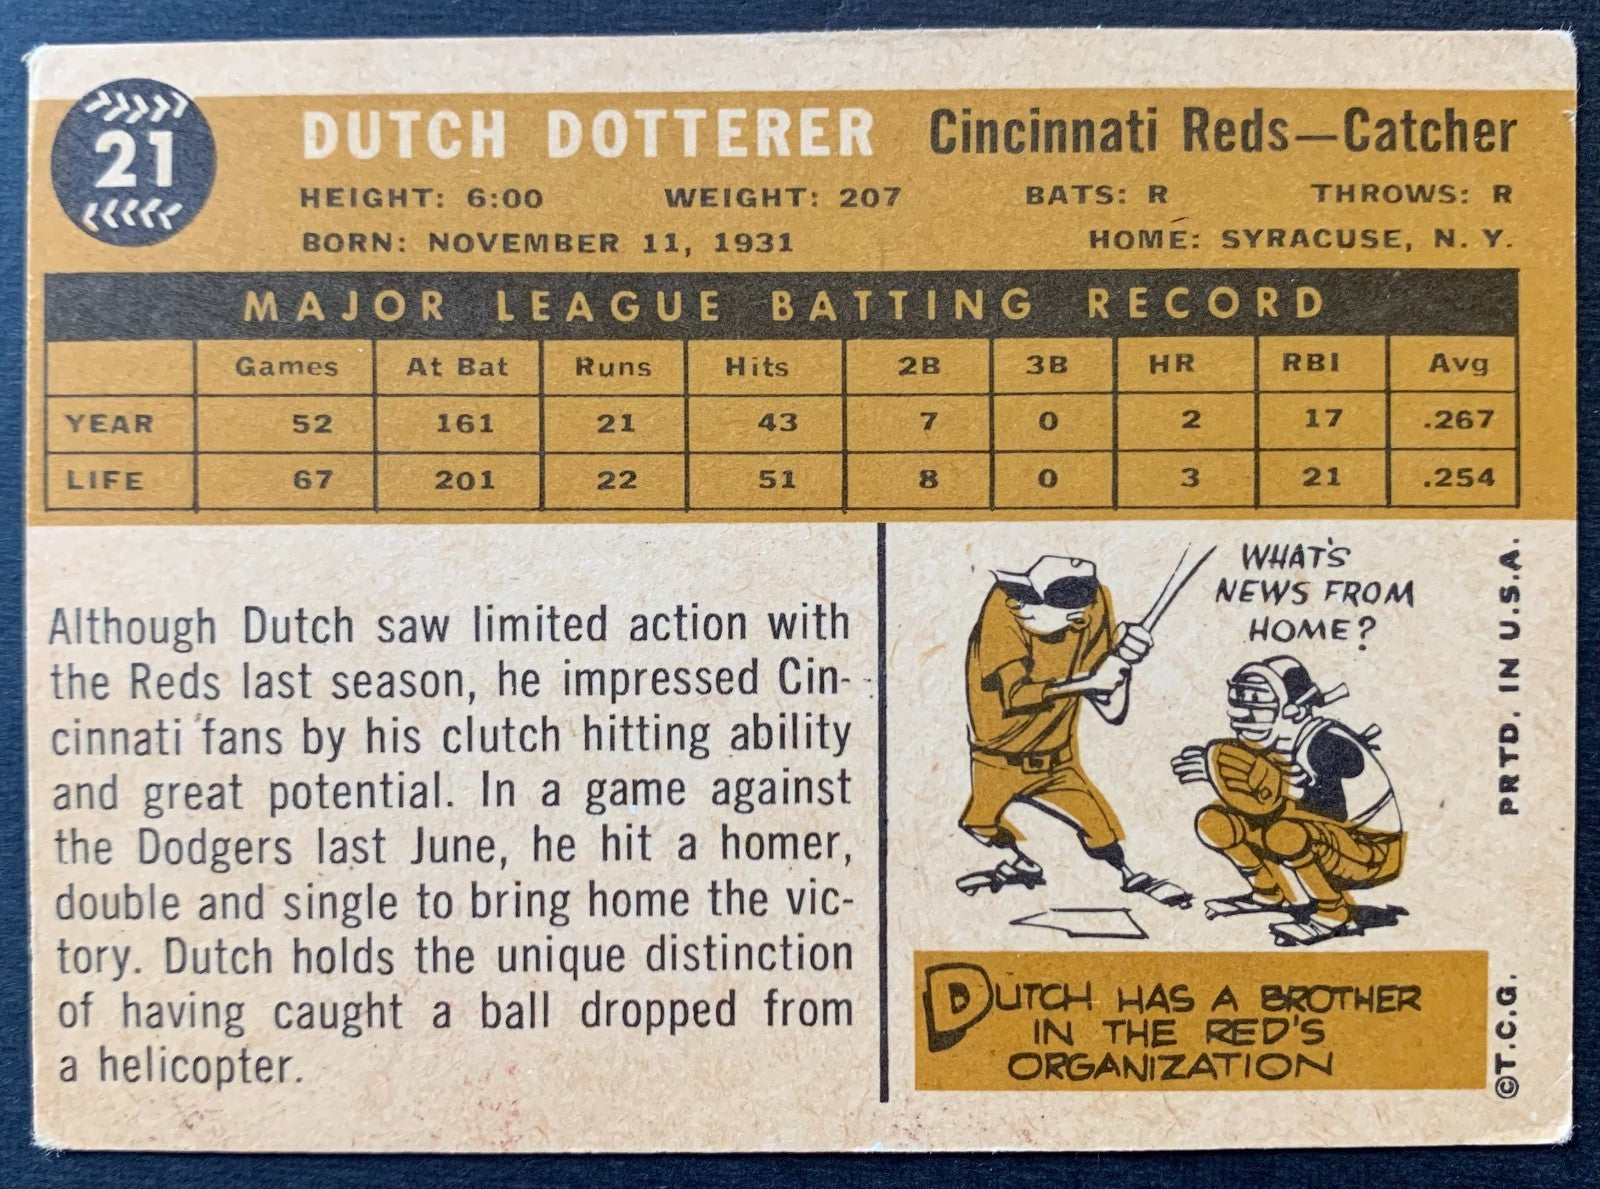 21
DUTCH DOTTERER Cincinnati Reds—Catcher
HEIGHT: 6:00 WEIGHT: 207 BATS: R THROWS: R
BORN: NOVEMBER 11, 1931 HOME: SYRACUSE, N. Y.
MAJOR LEAGUE BATTING RECORD
Games At Bat Runs Hits 2B 3B HR RBI Avg
YEAR 52 161 21 43 7 0 2 17 .267
LIFE 67 201 22 51 8 0 3 21 .254
Although Dutch saw limited action with
the Reds last season, he impressed Cin-
cinnati fans by his clutch hitting ability
and great potential. In a game against
the Dodgers last June, he hit a homer,
double and single to bring home the vic-
tory. Dutch holds the unique distinction
of having caught a ball dropped from
a helicopter.
WHAT'S
NEWS FROM
HOME?
DUTCH HAS A BROTHER
IN THE RED'S
ORGANIZATION
©T.C.G. PRTD. IN U.S.A.